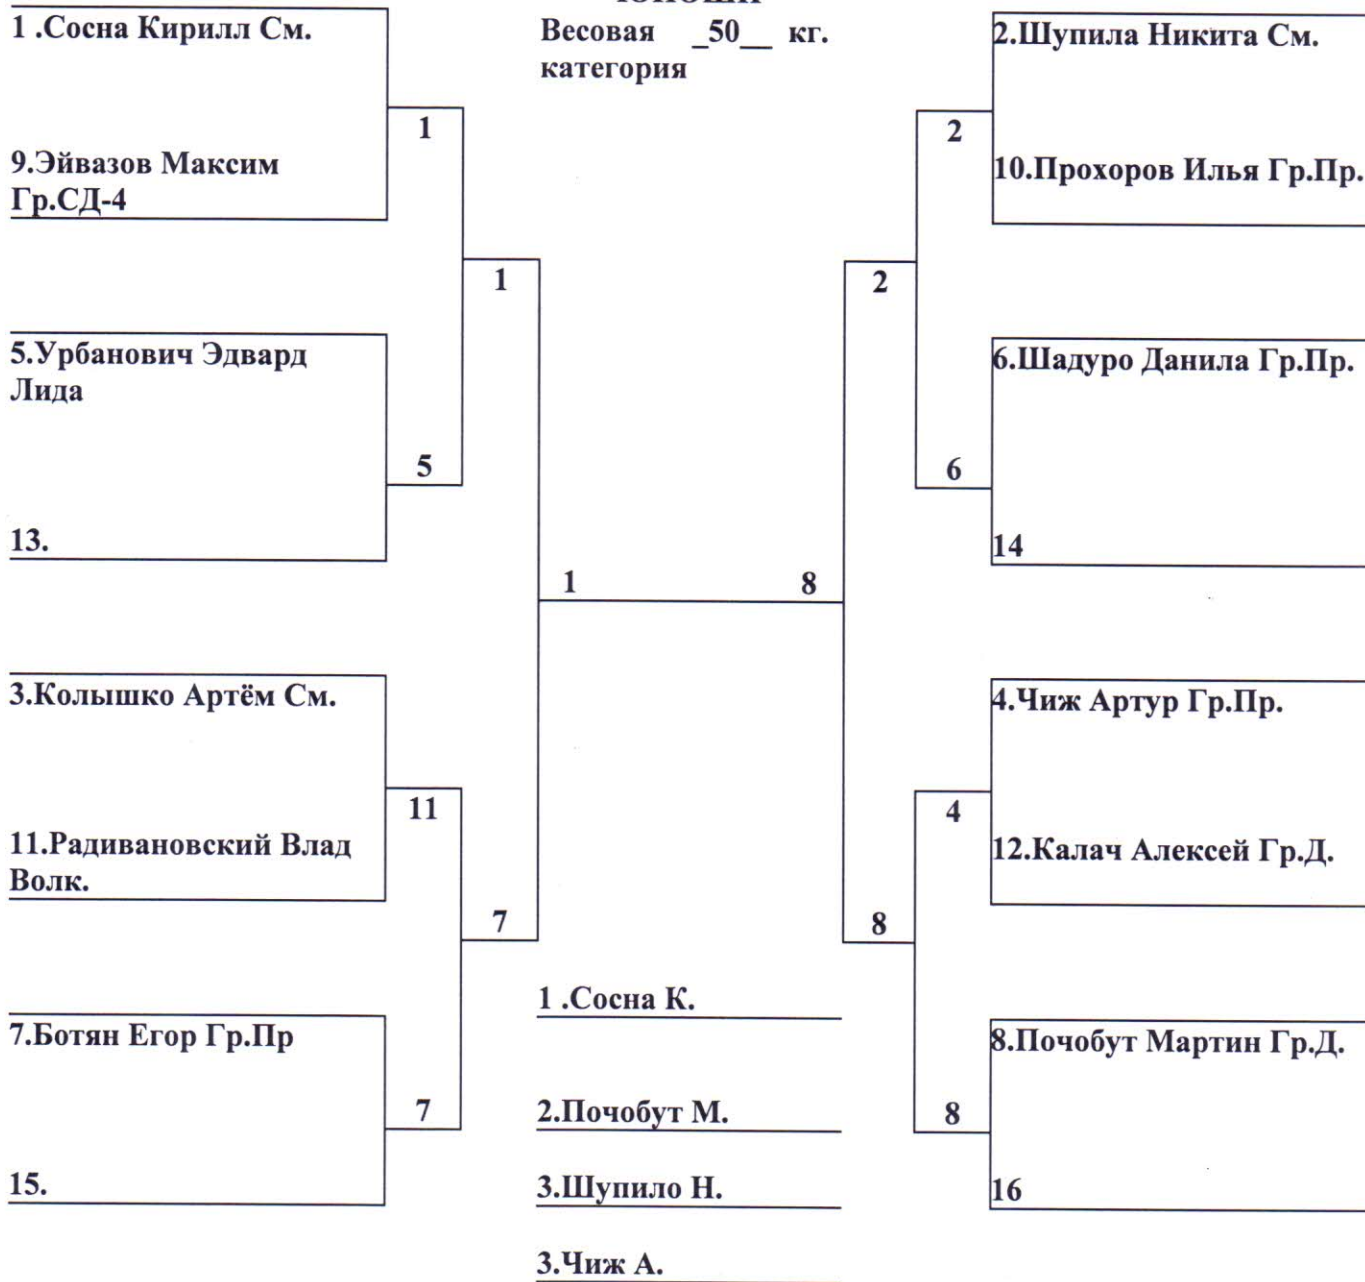 1 .Сосна Кирилл См.
9.Эйвазов Максим
Гр.СД-4
5.Урбанович Эдвард
Лида
13.
3.Колышко Артём См.
11.Радивановский Влад
Волк.
7.Ботян Егор Гр.Пр
15.
1
5
11
7
1
7
1
Весовая _50__ кг.
категория
8
2
8
2
6
4
8
2.Шупила Никита См.
10.Прохоров Илья Гр.Пр.
6.Шадуро Данила Гр.Пр.
14
4.Чиж Артур Гр.Пр.
12.Калач Алексей Гр.Д.
8.Почобут Мартин Гр.Д.
16
1 .Сосна К.
2.Почобут М.
3.Шупило Н.
3.Чиж А.